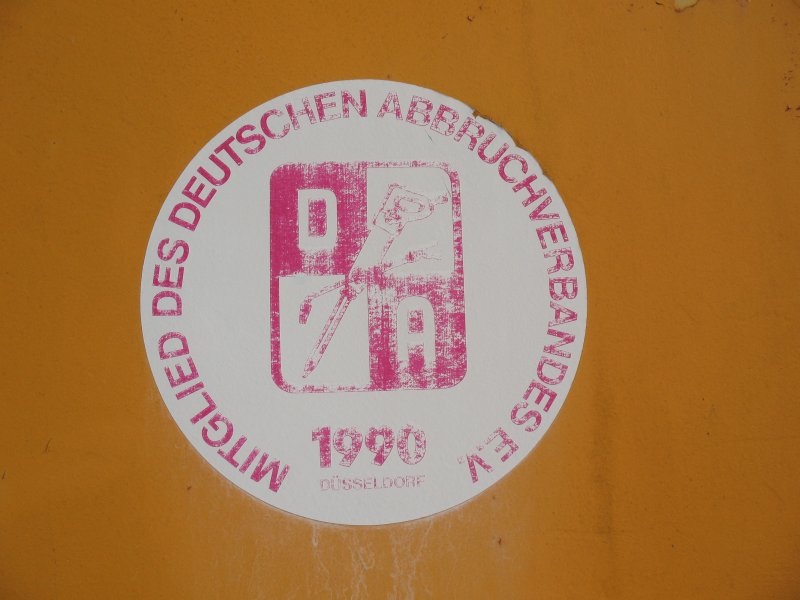 MITGLIED DES DEUTSCHEN ABBRUCHVERBANDES E.V.
D
A
1990
DÜSSELDORF